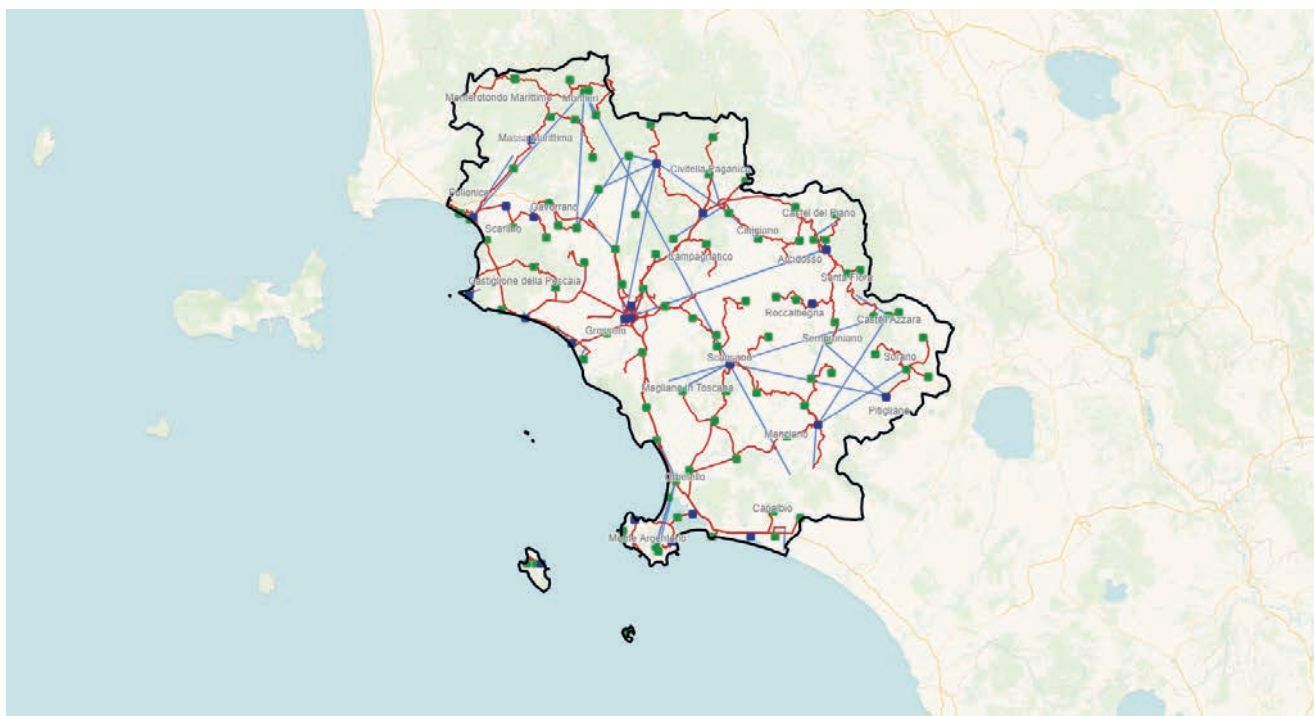 Monterotondo Marittimo
Montieri
Massa Marittima
Civitella Paganico
Follonica
Gavorrano
Castel del Piano
Scarlino
Cinigiano
Campagnatico
Arcidosso
Santa Fiora
Castiglione della Pescaia
Roccalbegna
Castell'Azzara
Grosseto
Semproniano
Scansano
Sorano
Magliano in Toscana
Pitigliano
Manciano
Orbetello
Capalbio
Monte Argentario